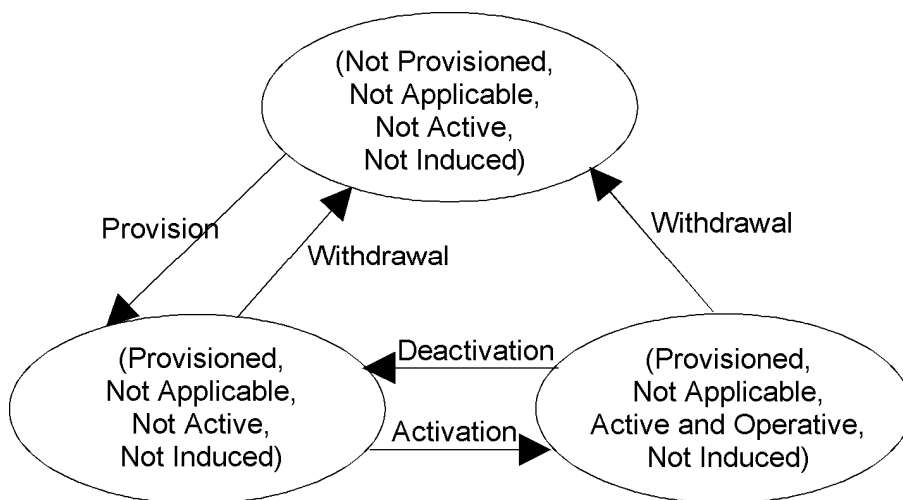 (Not Provisioned,
Not Applicable,
Not Active,
Not Induced)
Provision
Withdrawal
Withdrawal
(Provisioned,
Not Applicable,
Not Active,
Not Induced)
Deactivation
Activation
(Provisioned,
Not Applicable,
Active and Operative,
Not Induced)